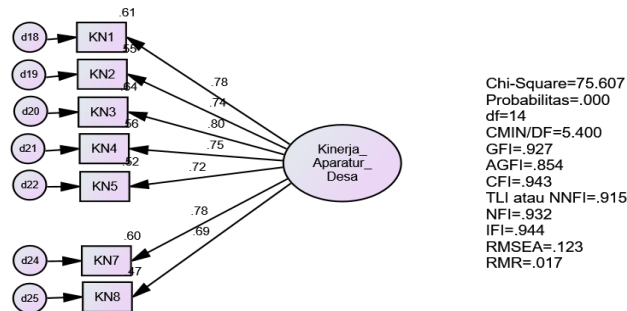 .61
d18
KN1
.55
d19
KN2
.64
d20
KN3
.56
d21
KN4
.52
d22
KN5
.60
d24
KN7
.47
d25
KN8
.78
.74
.80
.75
.72
.78
.69
Kinerja_
Aparatur_
Desa
Chi-Square=75.607
Probabilitas=.000
df=14
CMIN/DF=5.400
GFI=.927
AGFI=.854
CFI=.943
TLI atau NNFI=.915
NFI=.932
IFI=.944
RMSEA=.123
RMR=.017